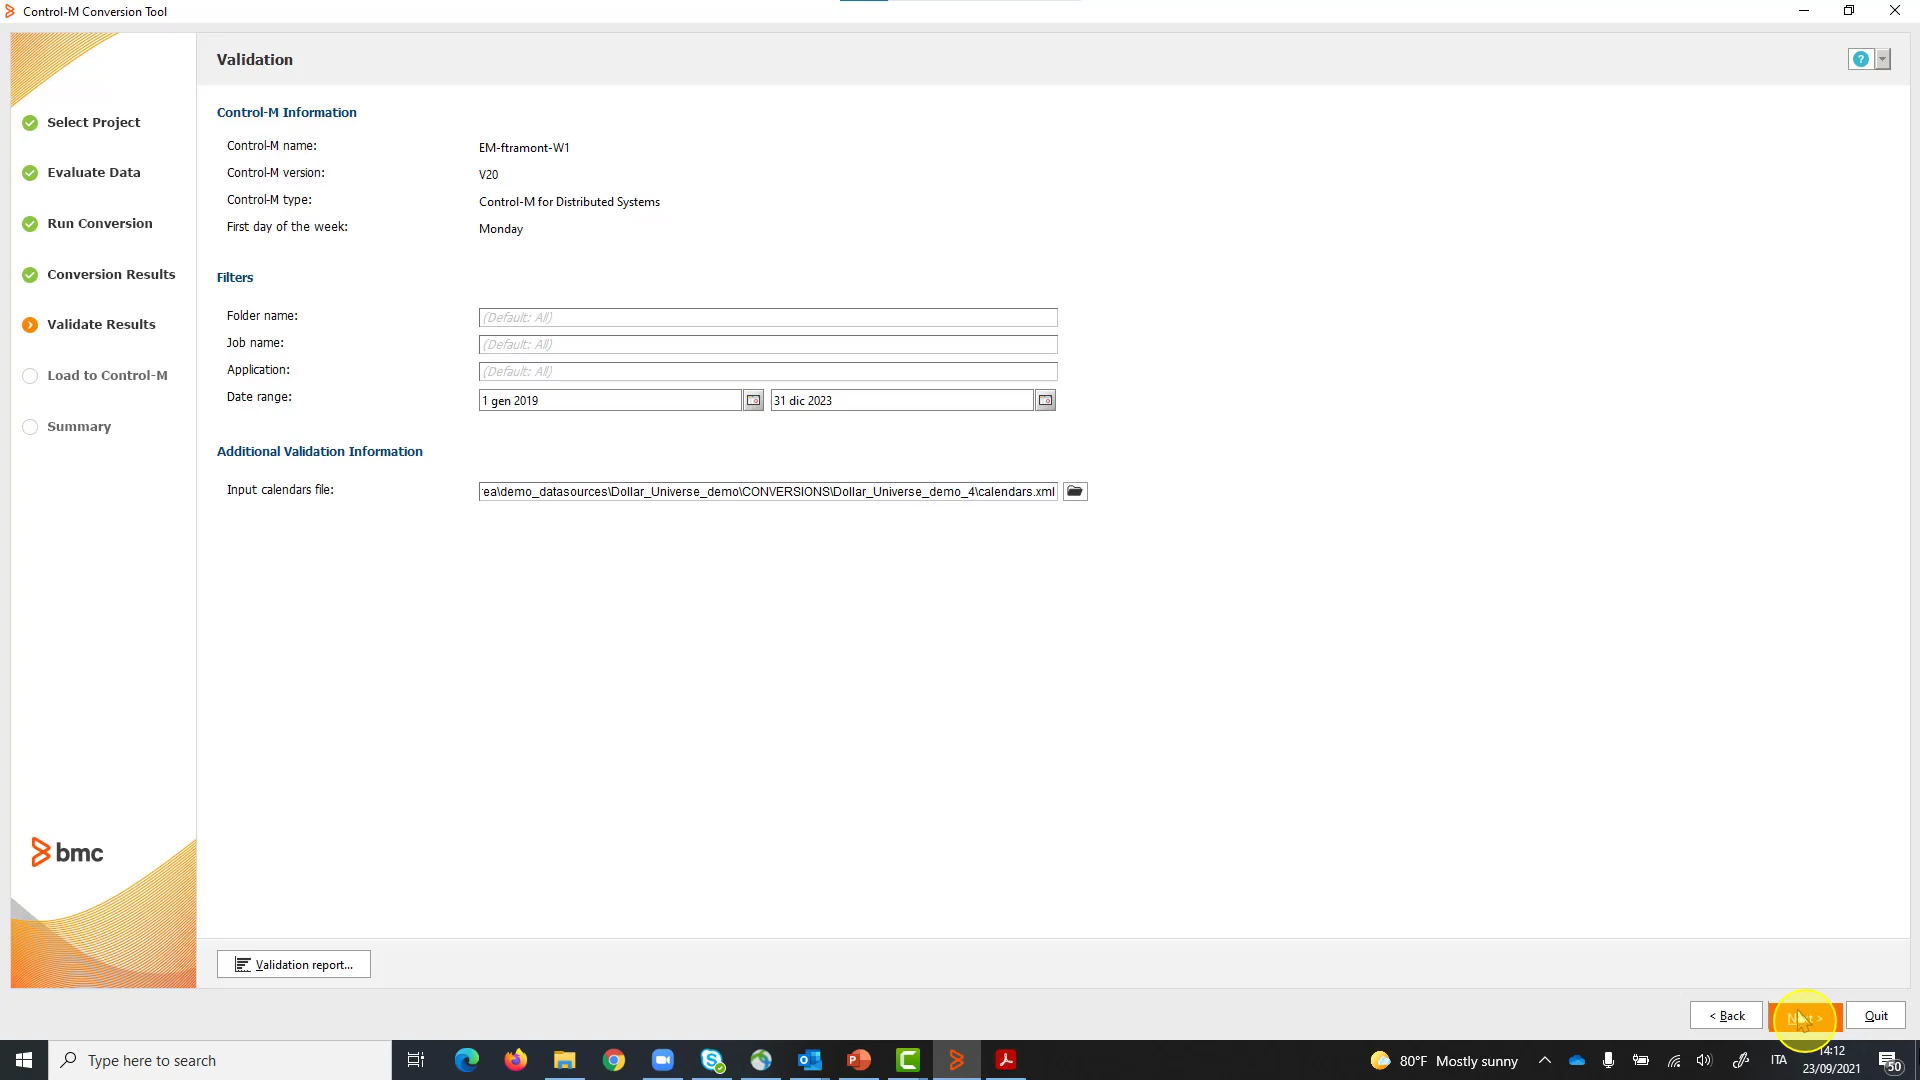 Control-M Conversion Tool
Validation
?
Select Project
Evaluate Data
Run Conversion
Conversion Results
Validate Results
Load to Control-M
Summary
bmc
Control-M Information
Control-M name: EM-ftramont-W1
Control-M version: V20
Control-M type: Control-M for Distributed Systems
First day of the week: Monday
Filters
Folder name: (Default: All)
Job name: (Default: All)
Application: (Default: All)
Date range: 1 gen 2019 31 dic 2023
Additional Validation Information
Input calendars file: ea\demo_datasources\Dollar_Universe_demo\CONVERSIONS\Dollar_Universe_demo_4\calendars.xml
Validation report...
< Back Next > Quit
Type here to search
80°F Mostly sunny
ITA
14:12
23/09/2021
50